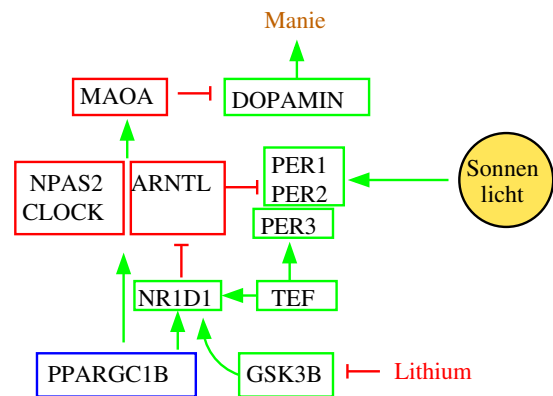 Manie
MAOA
DOPAMIN
NPAS2
CLOCK
ARNTL
PER1
PER2
PER3
Sonnen
licht
NR1D1
TEF
PPARGC1B
GSK3B
Lithium